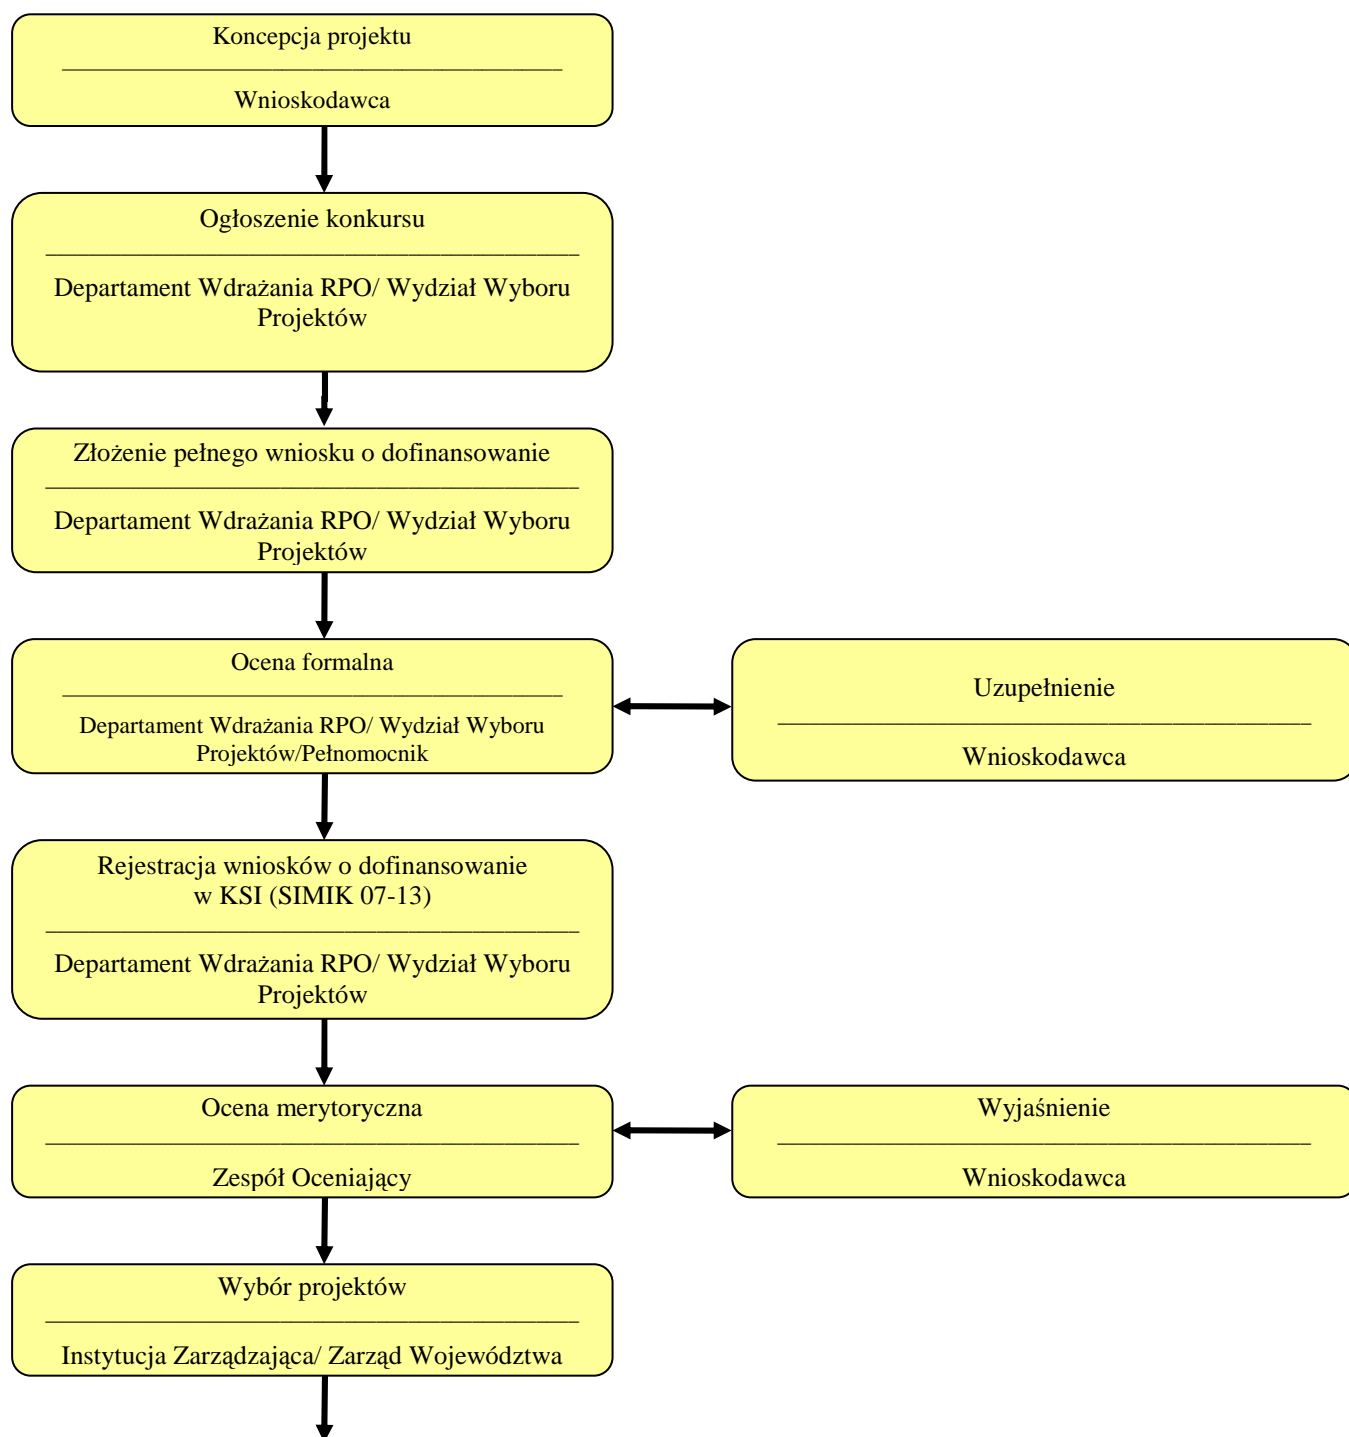 Koncepcja projektu
Wnioskodawca
Ogłoszenie konkursu
Departament Wdrażania RPO/ Wydział Wyboru
Projektów
Złożenie pełnego wniosku o dofinansowanie
Departament Wdrażania RPO/ Wydział Wyboru
Projektów
Ocena formalna
Departament Wdrażania RPO/ Wydział Wyboru
Projektów/Pełnomocnik
Uzupełnienie
Wnioskodawca
Rejestracja wniosków o dofinansowanie
w KSI (SIMIK 07-13)
Departament Wdrażania RPO/ Wydział Wyboru
Projektów
Ocena merytoryczna
Zespół Oceniający
Wyjaśnienie
Wnioskodawca
Wybór projektów
Instytucja Zarządzająca/ Zarząd Województwa